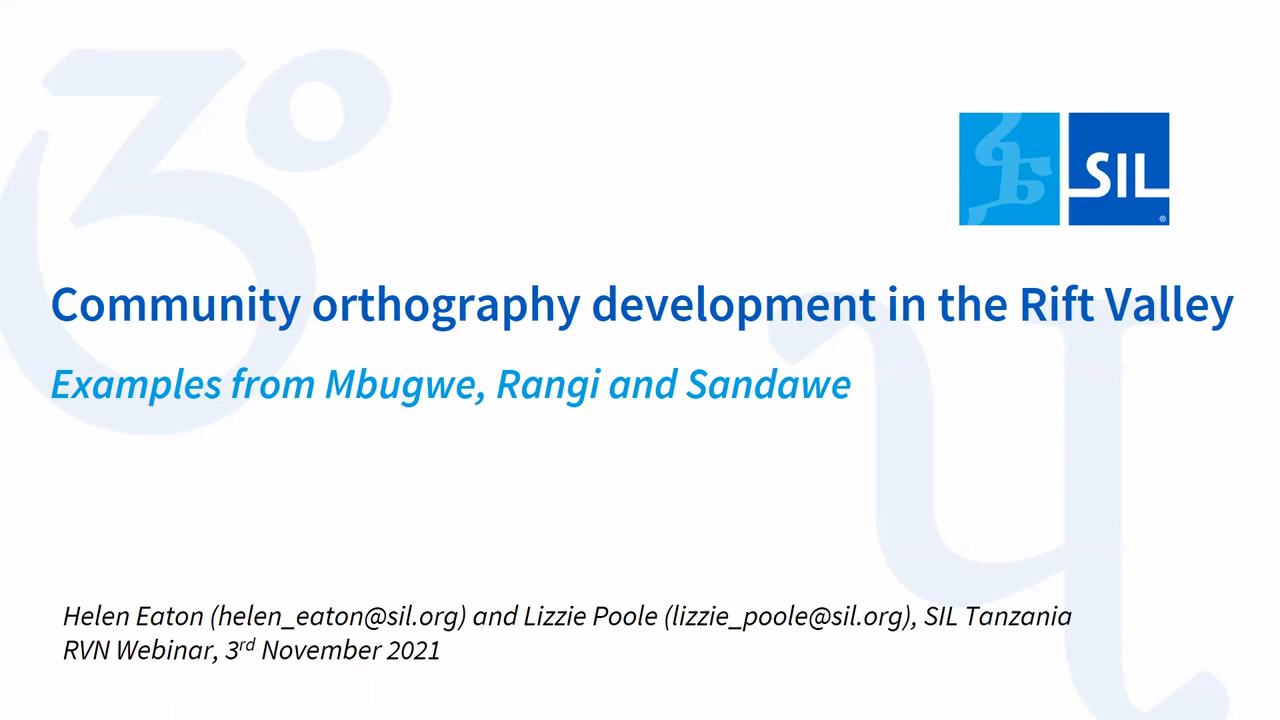 SIL
®
Community orthography development in the Rift Valley
Examples from Mbugwe, Rangi and Sandawe
Helen Eaton (helen_eaton@sil.org) and Lizzie Poole (lizzie_poole@sil.org), SIL Tanzania
RVN Webinar, 3rd November 2021